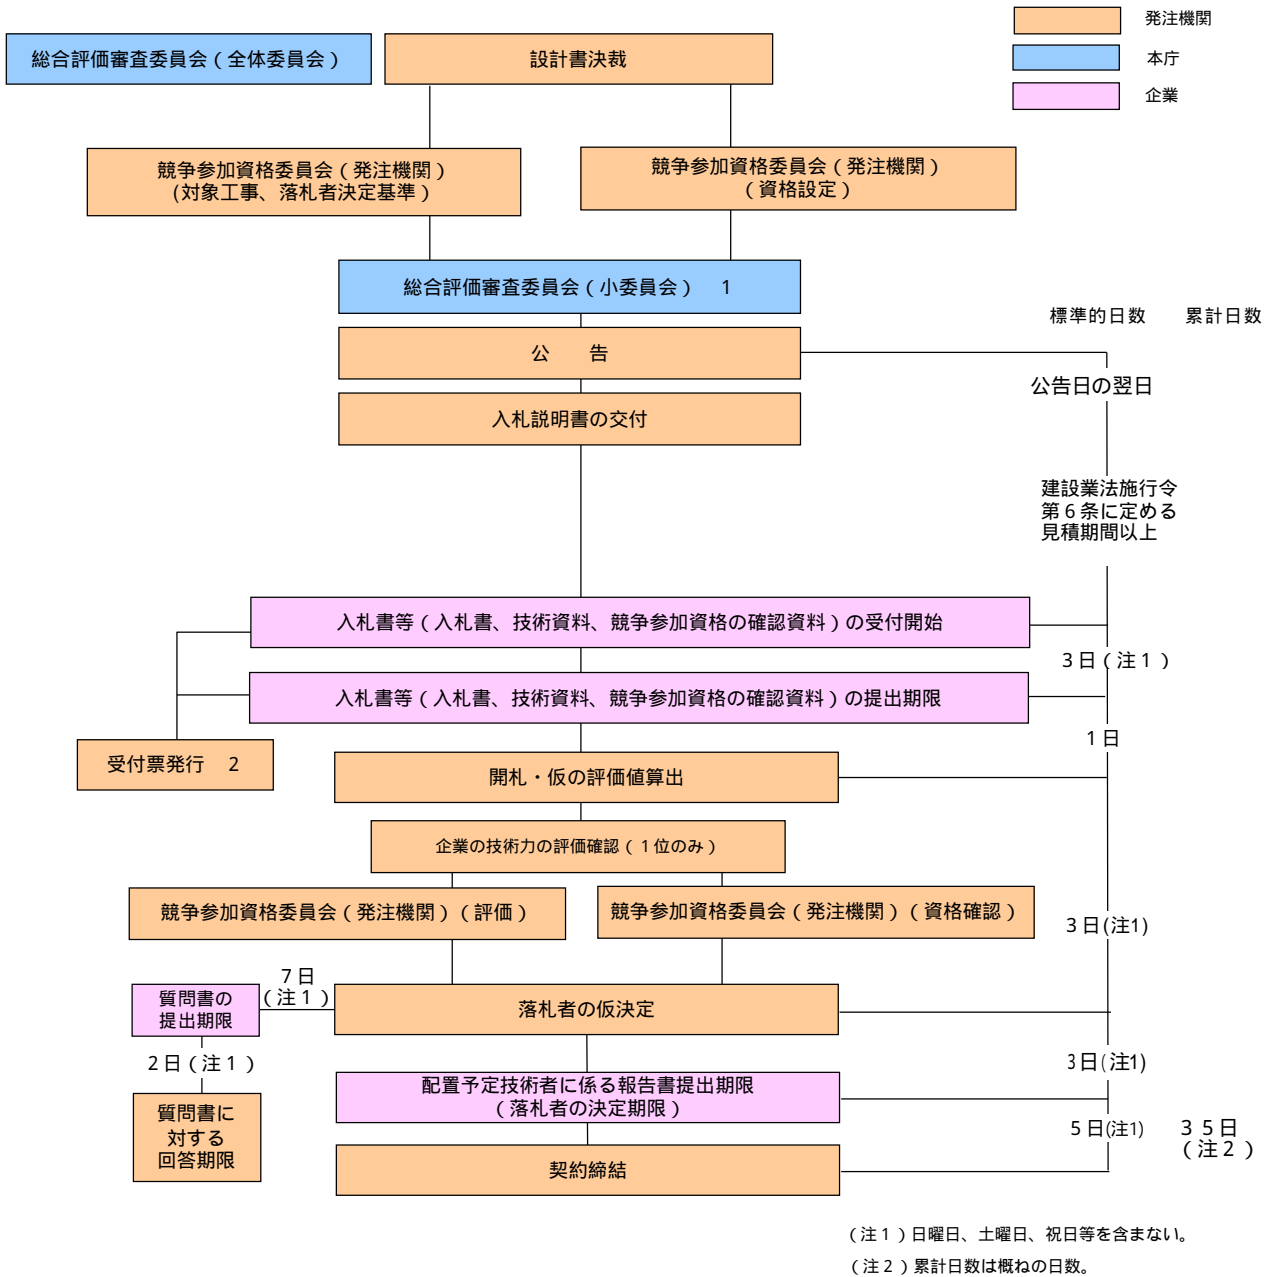 発注機関
本庁
企業
総合評価審査委員会（全体委員会）
設計書決裁
競争参加資格委員会（発注機関）
(対象工事、落札者決定基準）
競争参加資格委員会（発注機関）
（資格設定）
総合評価審査委員会（小委員会）　1
標準的日数　累計日数
公　　告
公告日の翌日
入札説明書の交付
建設業法施行令
第６条に定める
見積期間以上
入札書等（入札書、技術資料、競争参加資格の確認資料）の受付開始
３日（注１）
入札書等（入札書、技術資料、競争参加資格の確認資料）の提出期限
１日
受付票発行　2
開札・仮の評価値算出
企業の技術力の評価確認（１位のみ）
競争参加資格委員会（発注機関）（評価）
競争参加資格委員会（発注機関）（資格確認）
３日(注1)
７日
（注１）
質問書の
提出期限
落札者の仮決定
２日（注１）
3日(注1)
配置予定技術者に係る報告書提出期限
（落札者の決定期限）
質問書に
対する
回答期限
５日(注1)
３５日
（注２）
契約締結
（注１）日曜日、土曜日、祝日等を含まない。
（注２）累計日数は概ねの日数。